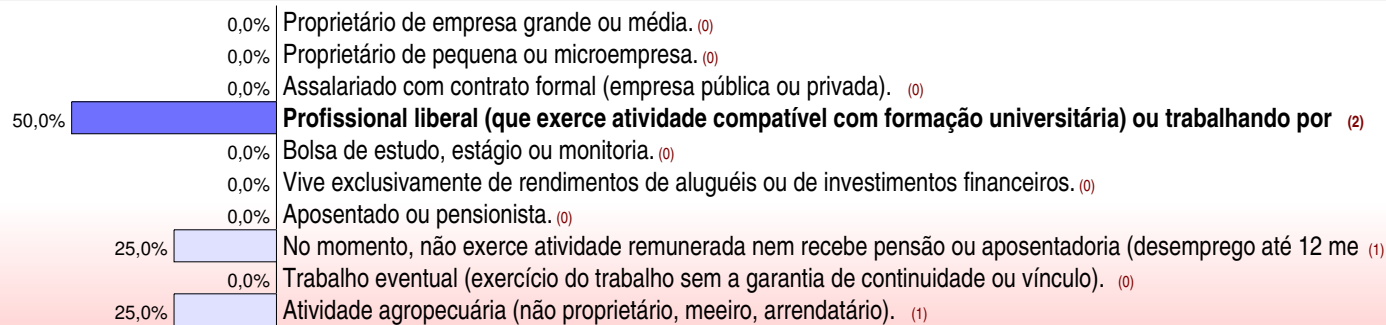 0,0% Proprietário de empresa grande ou média. (0)
0,0% Proprietário de pequena ou microempresa. (0)
0,0% Assalariado com contrato formal (empresa pública ou privada). (0)
50,0% Profissional liberal (que exerce atividade compatível com formação universitária) ou trabalhando por (2)
0,0% Bolsa de estudo, estágio ou monitoria. (0)
0,0% Vive exclusivamente de rendimentos de aluguéis ou de investimentos financeiros. (0)
0,0% Aposentado ou pensionista. (0)
25,0% No momento, não exerce atividade remunerada nem recebe pensão ou aposentadoria (desemprego até 12 me (1)
0,0% Trabalho eventual (exercício do trabalho sem a garantia de continuidade ou vínculo). (0)
25,0% Atividade agropecuária (não proprietário, meeiro, arrendatário). (1)